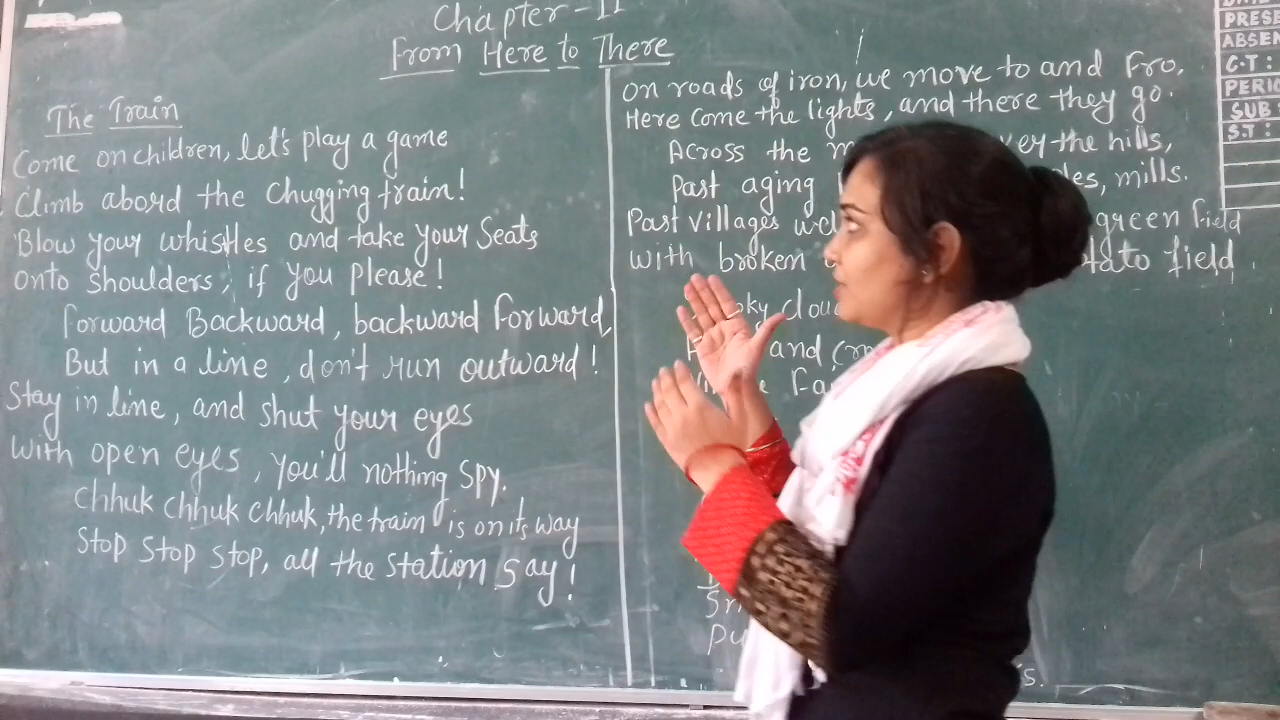 Chapter-II
From Here to There
The Train
Come on children, let's play a game
Climb abord the Chugging train!
Blow your whistles and take your Seats
onto shoulders, if you please!
Forward Backward, backward forward,
But in a line, don't run outward!
Stay in line, and shut your eyes
With open eyes, you'll nothing spy.
Chhuk chhuk chhuk, the train is on its way
Stop Stop stop, all the station say!
on roads of iron, we move to and Fro,
Here come the lights, and there they go.
Across the the hills,
Past aging mills.
Past villages green field
with broken field
and
PRESE
ABSEN
C.T:
PERIO
SUB
S.T: